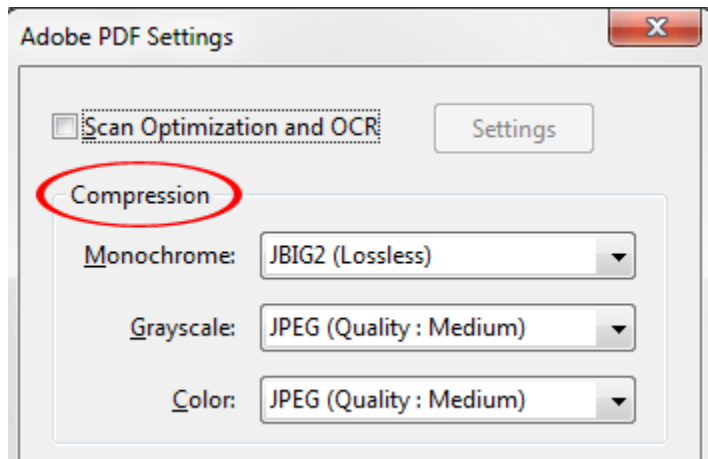 Adobe PDF Settings
Scan Optimization and OCR Settings
Compression
Monochrome: JBIG2 (Lossless)
Grayscale: JPEG (Quality : Medium)
Color: JPEG (Quality : Medium)